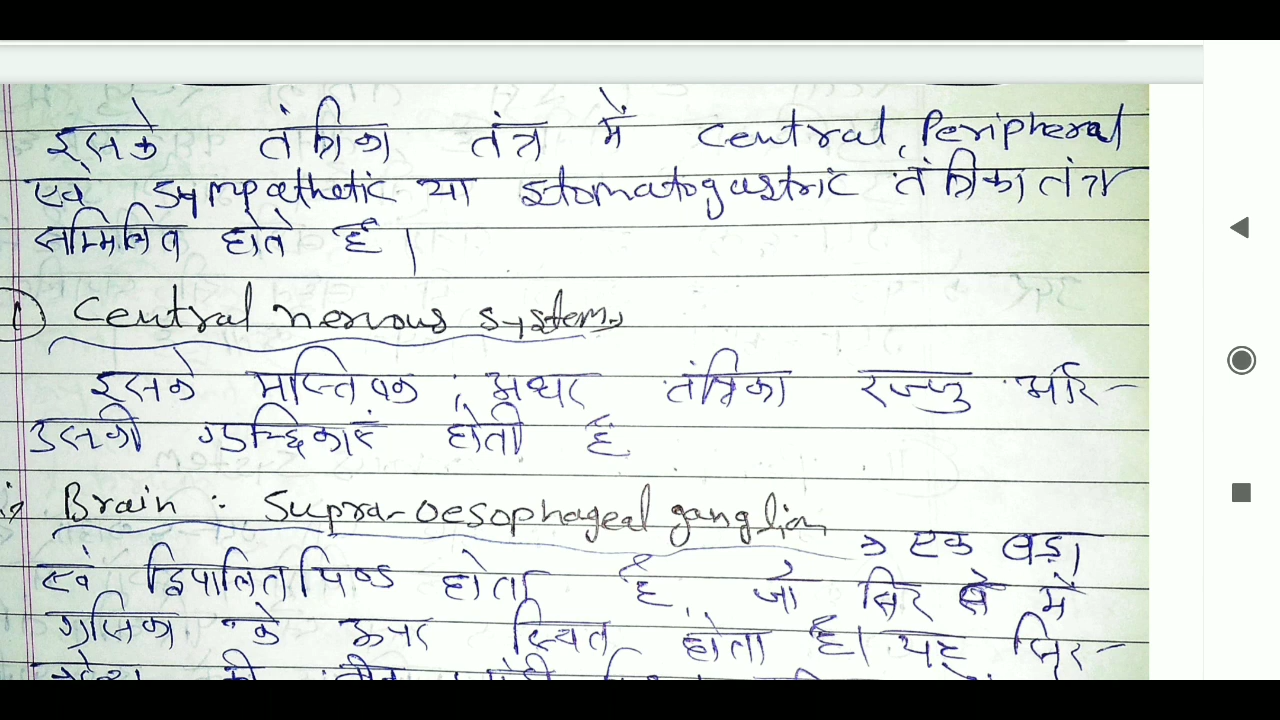 इसके तंत्रिका तंत्र में Central, Peripheral
एवं Sympathetic या stomatogastric तंत्रिका तंत्र
सम्मिलित होते हैं।
1) Central nervous system
इसके मस्तिष्क, अधर तंत्रिका रज्जु और
उसकी गुच्छिकाएं होती हैं
i) Brain : Supra-oesophageal ganglion
→ एक बड़ा
एवं द्विपालित पिण्ड होता है, जो सिर में
ग्रसिका के ऊपर स्थित होता है। यह सिर-
की तीन